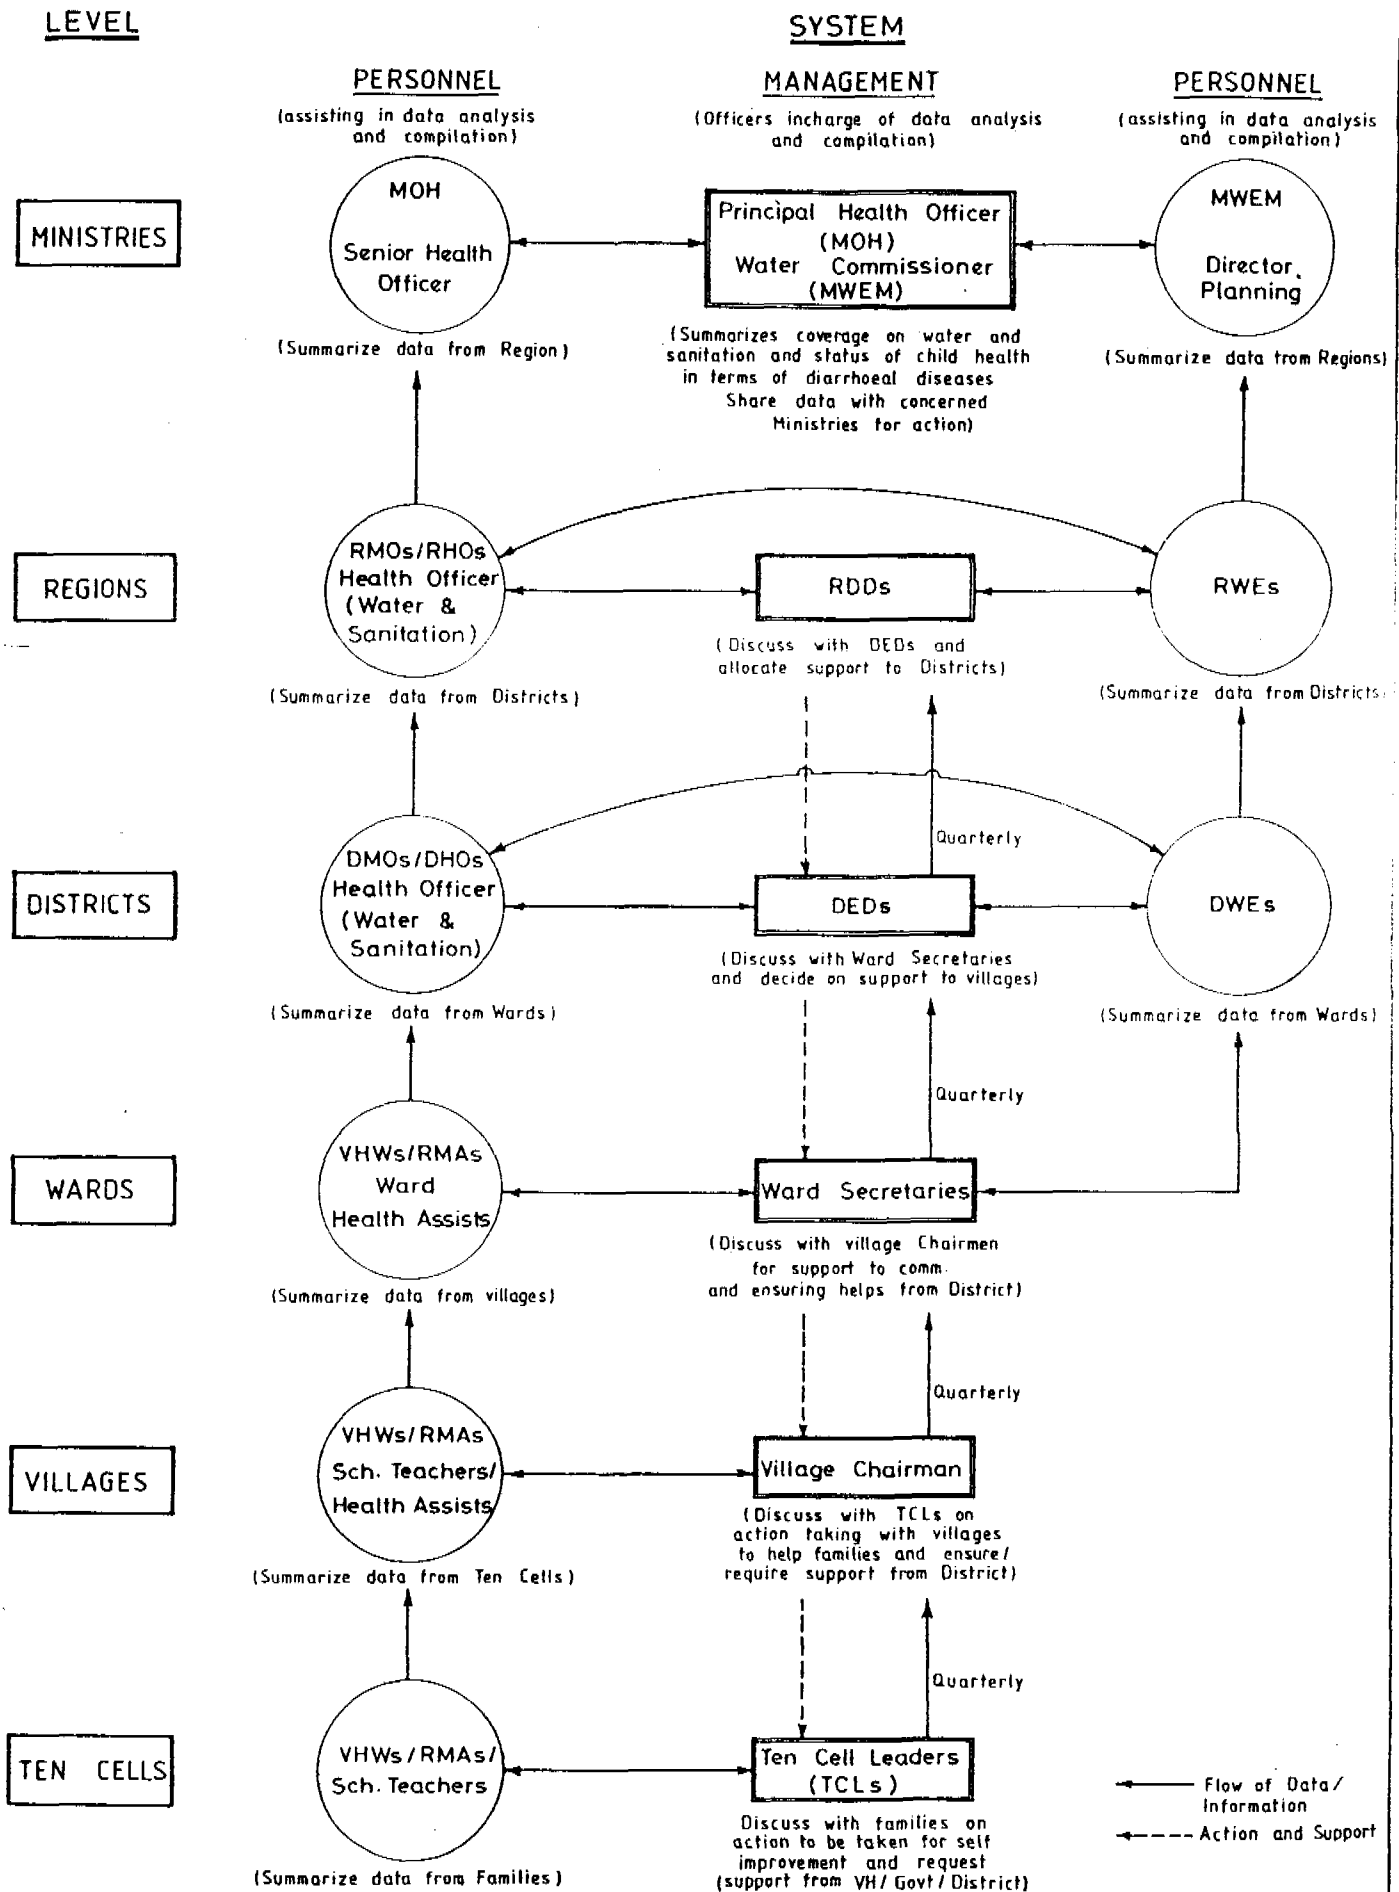 LEVEL
SYSTEM
PERSONNEL
(assisting in data analysis
and compilation)
MANAGEMENT
(Officers incharge of data analysis
and compilation)
PERSONNEL
(assisting in data analysis
and compilation)
MINISTRIES
MOH
Senior Health
Officer
(Summarize data from Region)
Principal Health Officer
(MOH)
Water Commissioner
(MWEM)
(Summarizes coverage on water and
sanitation and status of child health
in terms of diarrhoeal diseases
Share data with concerned
Ministries for action)
MWEM
Director
Planning
(Summarize data from Regions)
REGIONS
RMOs/RHOs
Health Officer
(Water &
Sanitation)
(Summarize data from Districts)
RDDs
(Discuss with DEDs and
allocate support to Districts)
RWEs
(Summarize data from Districts)
Quarterly
DISTRICTS
DMOs/DHOs
Health Officer
(Water &
Sanitation)
(Summarize data from Wards)
DEDs
(Discuss with Ward Secretaries
and decide on support to villages)
DWEs
(Summarize data from Wards)
Quarterly
WARDS
VHWs/RMAs
Ward
Health Assists
(Summarize data from villages)
Ward Secretaries
(Discuss with village Chairmen
for support to comm.
and ensuring helps from District)
Quarterly
VILLAGES
VHWs/RMAs
Sch. Teachers/
Health Assists
(Summarize data from Ten Cells)
Village Chairman
(Discuss with TCLs on
action taking with villages
to help families and ensure/
require support from District)
Quarterly
TEN CELLS
VHWs/RMAs/
Sch. Teachers
(Summarize data from Families)
Ten Cell Leaders
(TCLs)
Discuss with families on
action to be taken for self
improvement and request
(support from VH/Govt/District)
Flow of Data/
Information
Action and Support